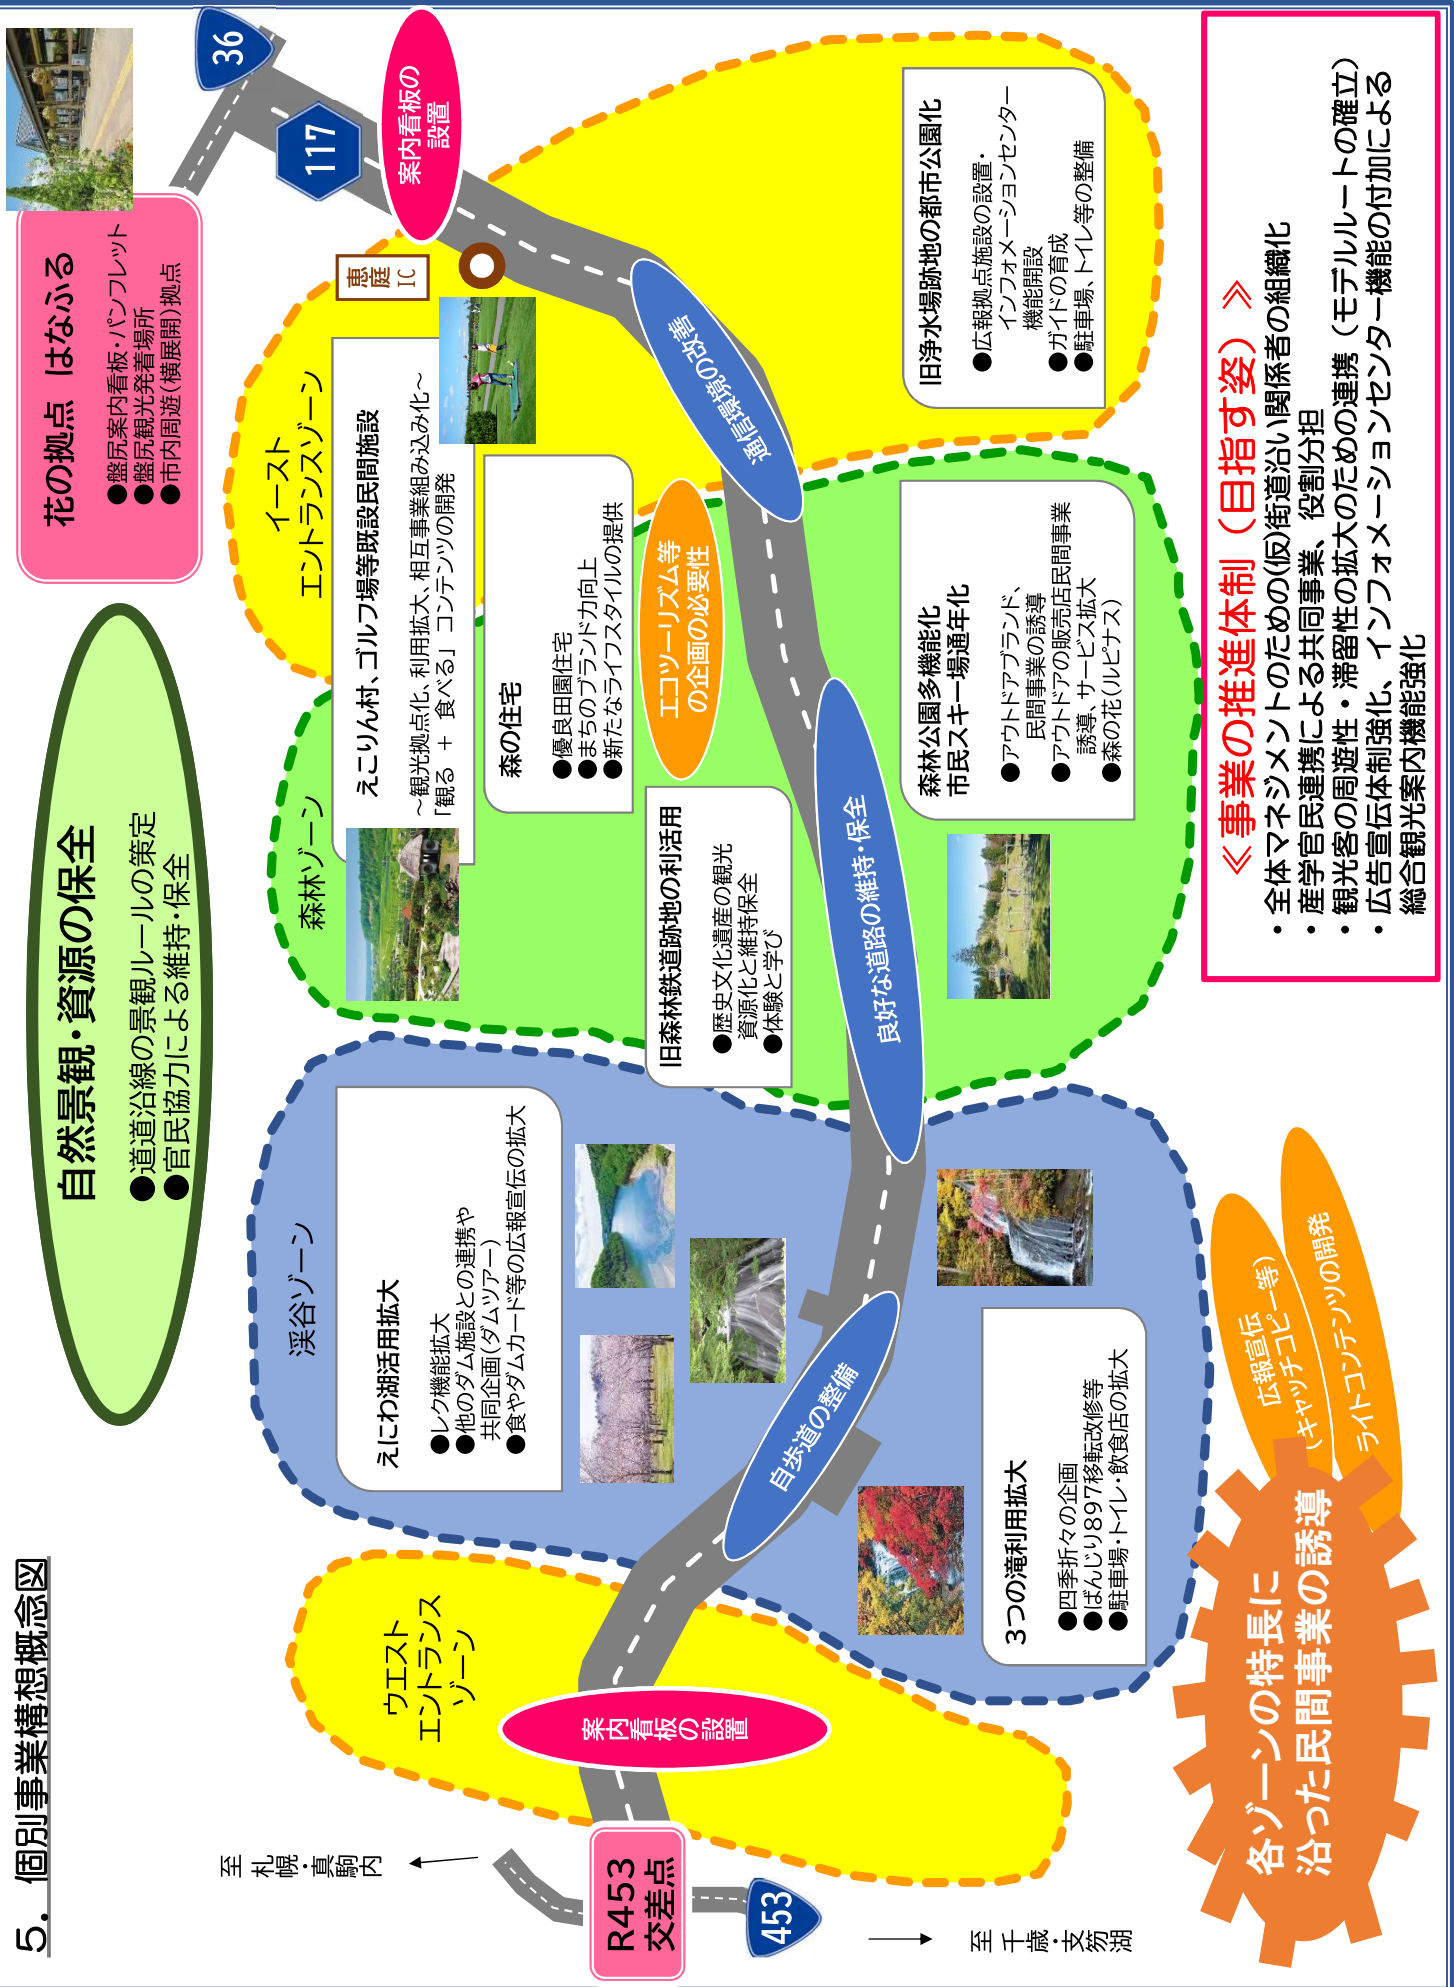 5．個別事業構想概念図
自然景観・資源の保全
●道道沿線の景観ルールの策定
●官民協力による維持・保全
花の拠点　はなふる
●盤尻案内看板・パンフレット
●盤尻観光発着場所
●市内周遊(横展開)拠点
36
117
案内看板の
設置
恵庭
IC
イースト
エントランスゾーン
えこりん村、ゴルフ場等既設民間施設
～観光拠点化、利用拡大、相互事業組み込み化～
「観る　＋　食べる」コンテンツの開発
森の住宅
●優良田園住宅
●まちのブランド力向上
●新たなライフスタイルの提供
森林ゾーン
エコツーリズム等
の企画の必要性
通信環境の改善
旧浄水場跡地の都市公園化
●広報拠点施設の設置・
インフォメーションセンター
機能開設
●ガイドの育成
●駐車場、トイレ等の整備
旧森林鉄道跡地の利活用
●歴史文化遺産の観光
資源化と維持保全
●体験と学び
良好な道路の維持・保全
森林公園多機能化
市民スキー場通年化
●アウトドアブランド、
民間事業の誘導
●アウトドアの販売店民間事業
誘導、サービス拡大
●森の花(ルピナス)
渓谷ゾーン
えにわ湖活用拡大
●レク機能拡大
●他のダム施設との連携や
共同企画(ダムツアー)
●食やダムカード等の広報宣伝の拡大
自歩道の整備
3つの滝利用拡大
●四季折々の企画
●ばんじり897移転改修等
●駐車場・トイレ・飲食店の拡大
ウエスト
エントランス
ゾーン
案内看板の
設置
至
札幌・真駒内
R453
交差点
453
至
千歳・支笏湖
各ゾーンの特長に
沿った民間事業の誘導
広報宣伝
(キャッチコピー等)
ライトコンテンツの開発
≪事業の推進体制（目指す姿）≫
・全体マネジメントのための(仮)街道沿い関係者の組織化
・産学官民連携による共同事業、役割分担
・観光客の周遊性・滞留性の拡大のための連携（モデルルートの確立）
・広告宣伝体制強化、インフォメーションセンター機能の付加による
総合観光案内機能強化